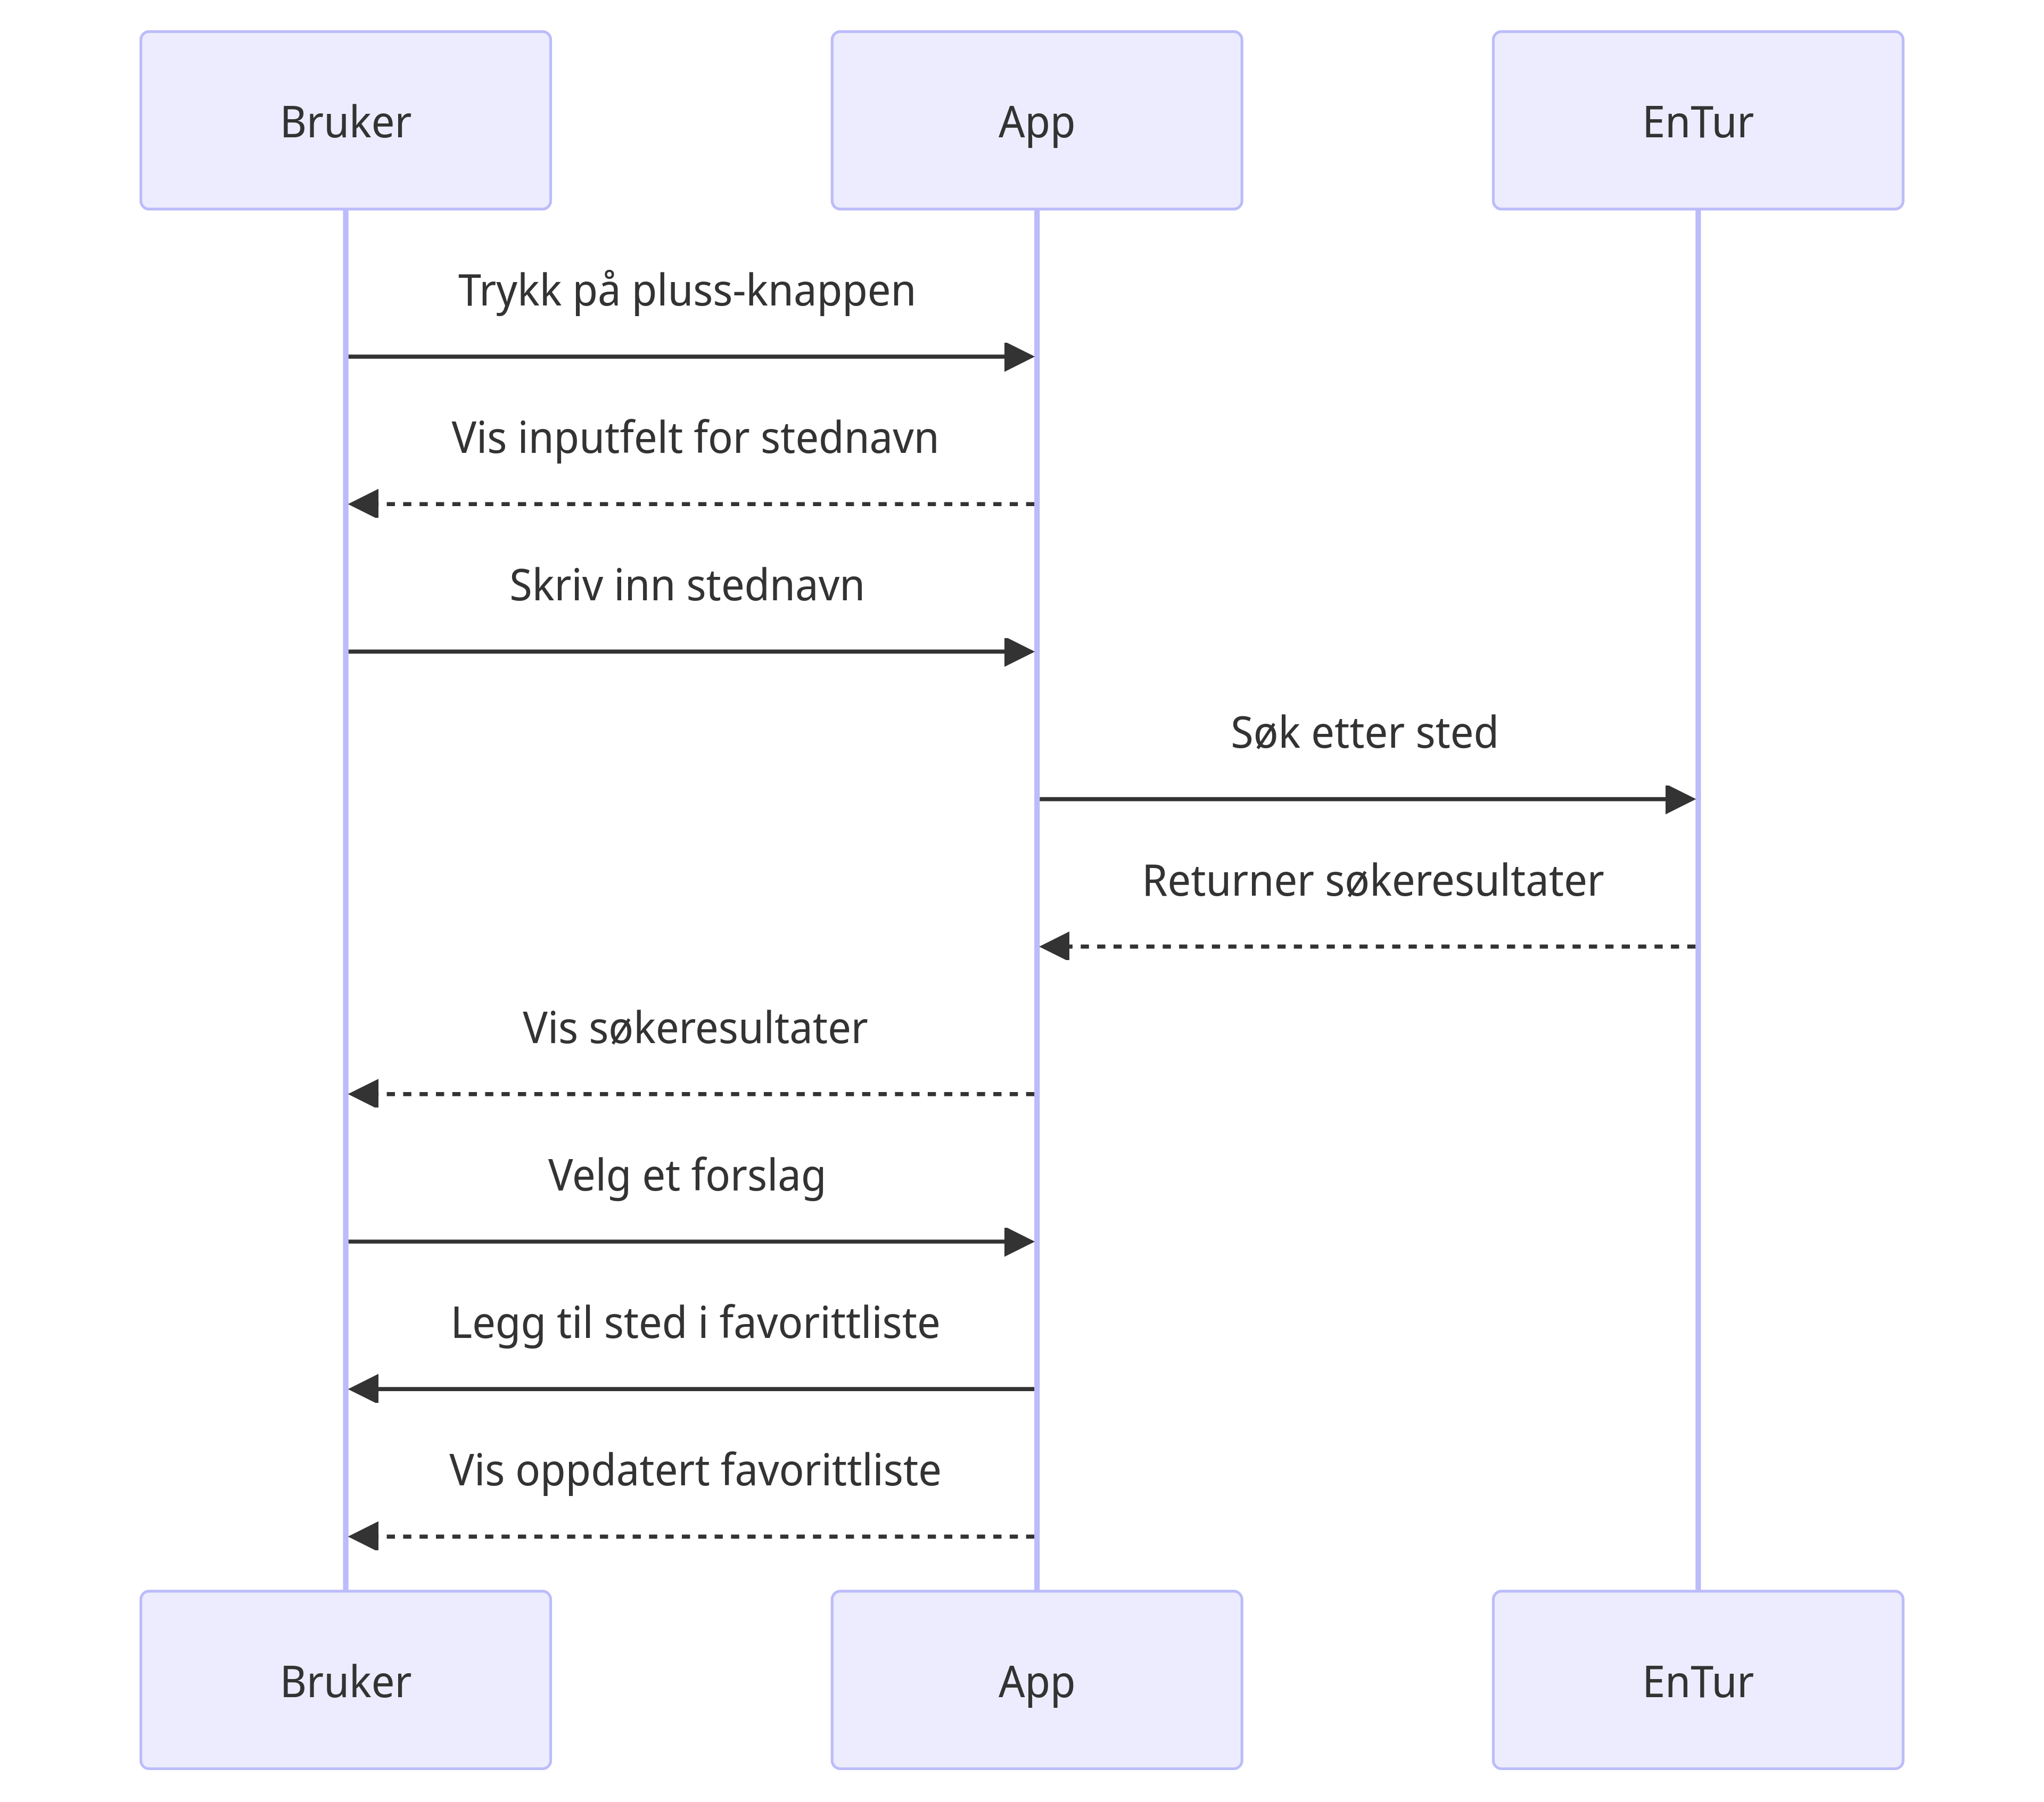 Bruker
App
EnTur
Trykk på pluss-knappen
Vis inputfelt for stednavn
Skriv inn stednavn
Søk etter sted
Returner søkeresultater
Vis søkeresultater
Velg et forslag
Legg til sted i favorittliste
Vis oppdatert favorittliste
Bruker
App
EnTur